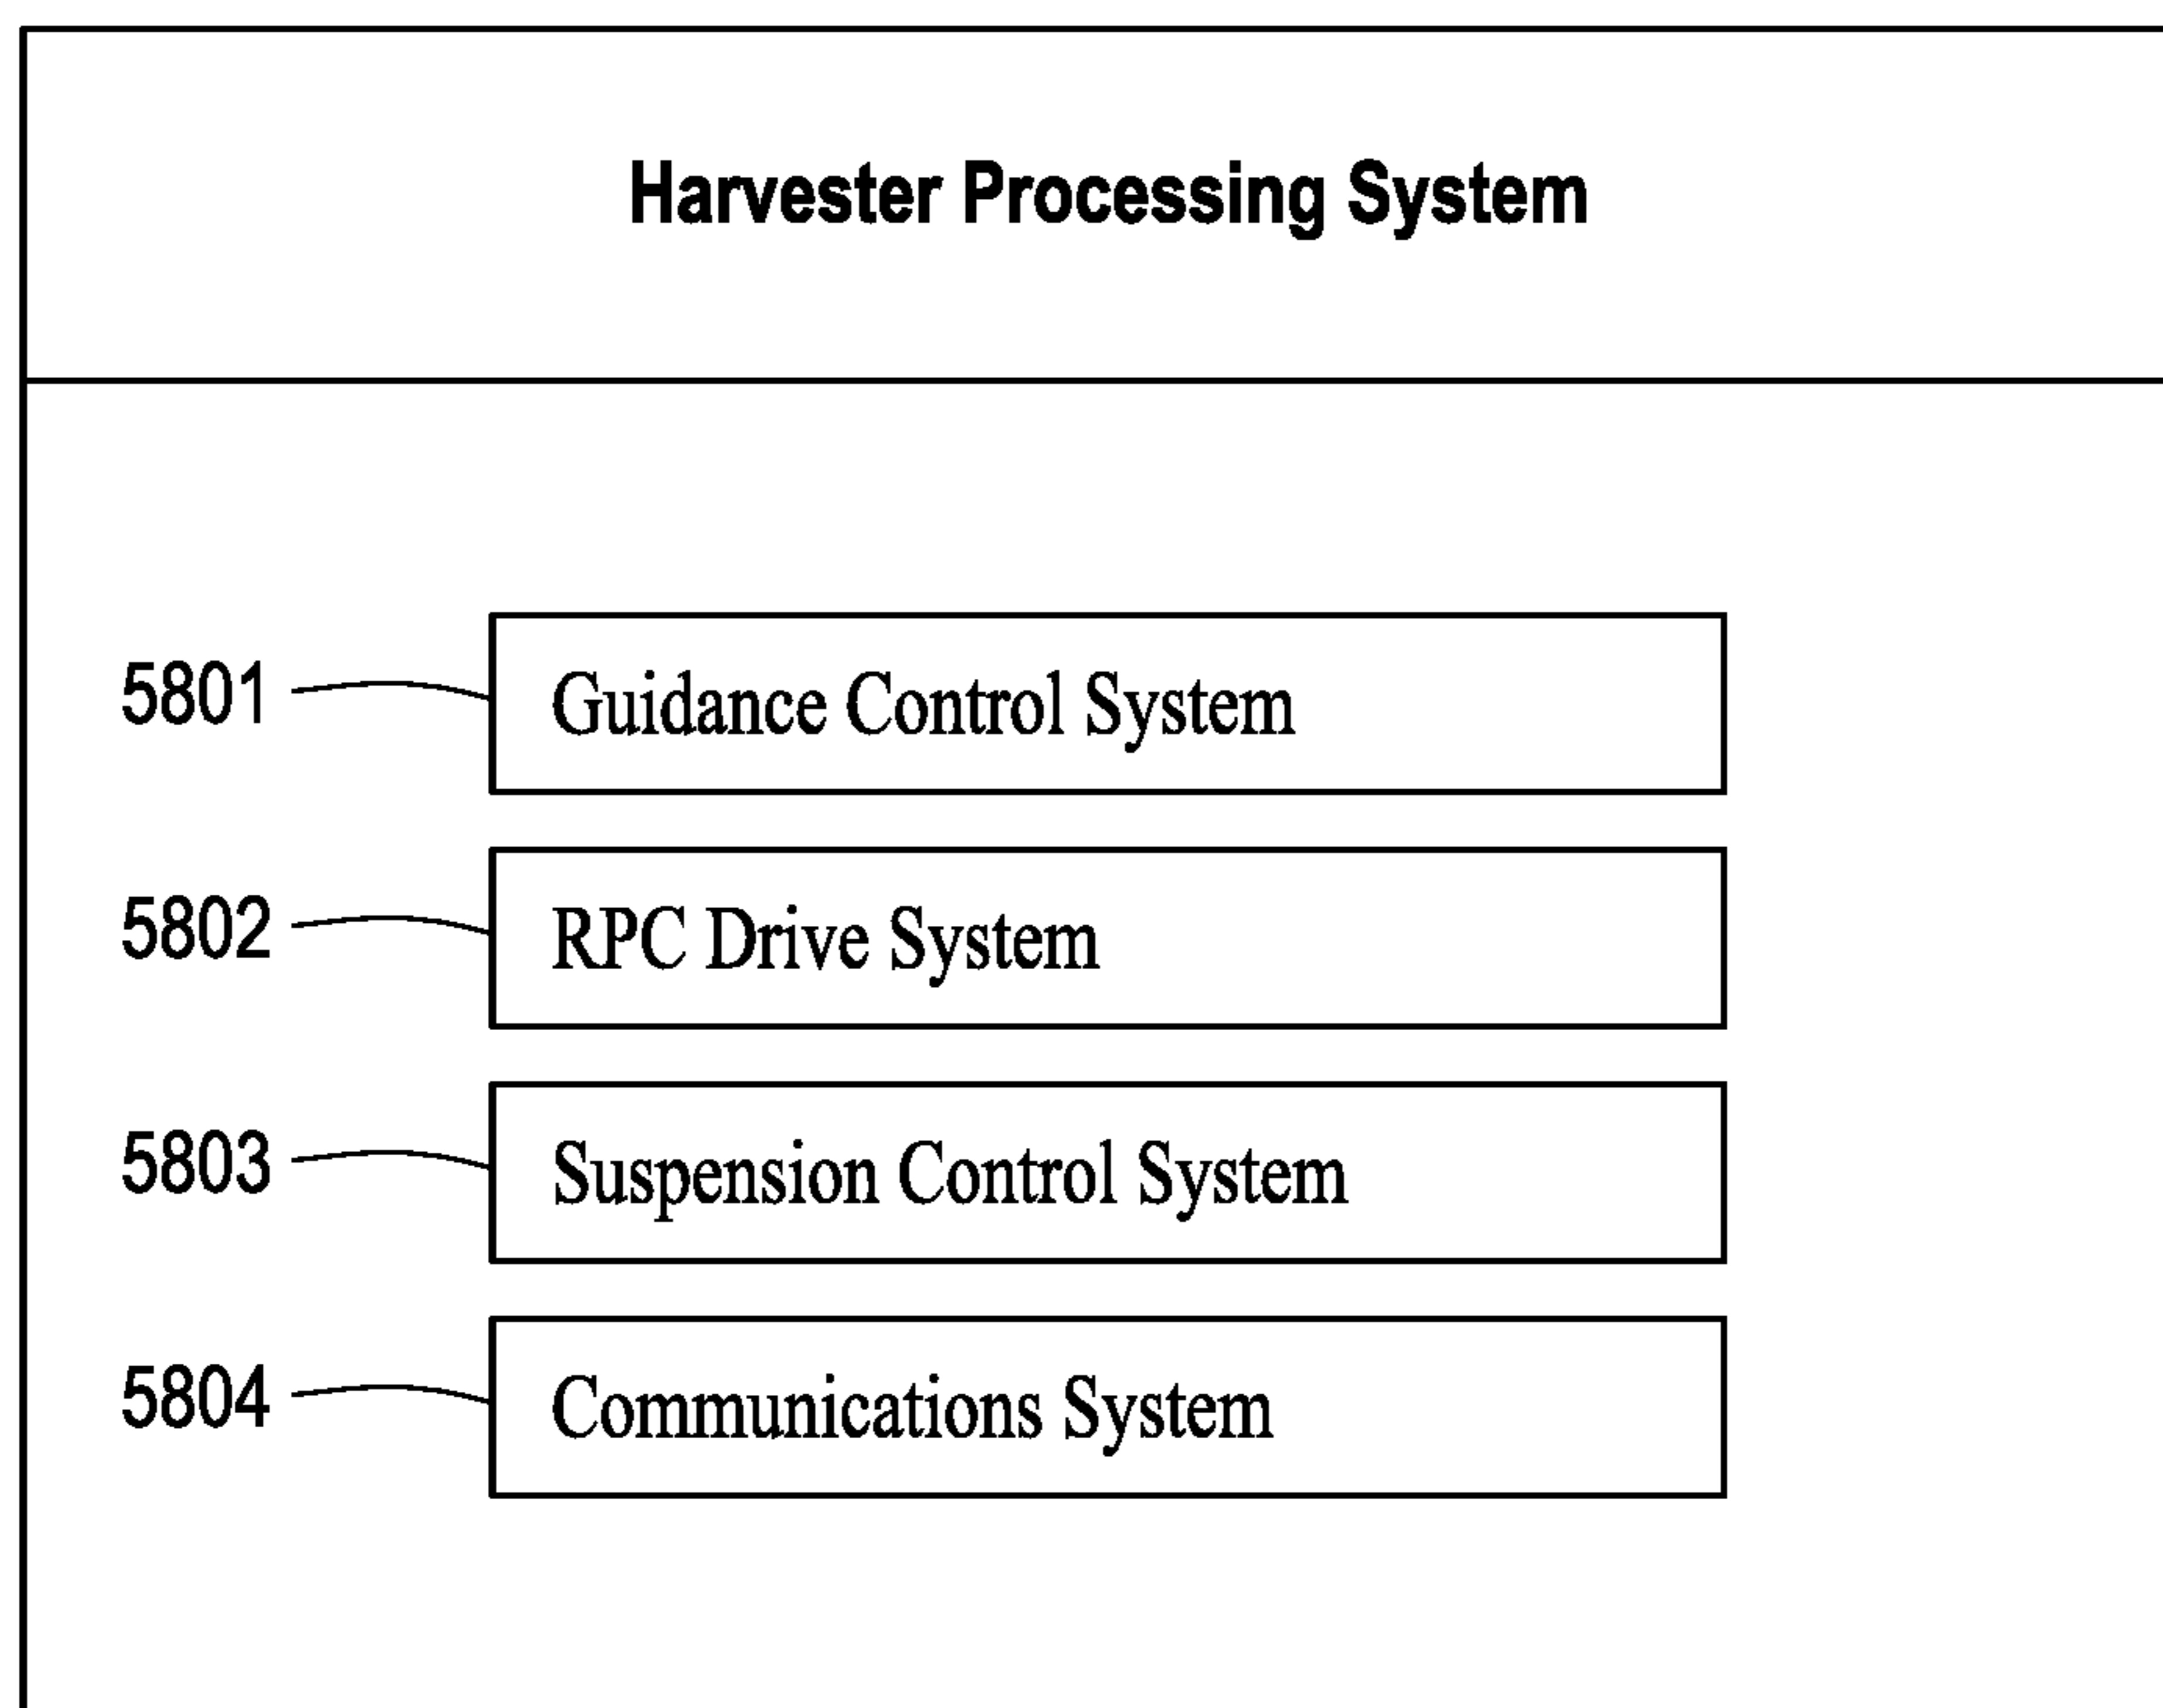 Harvester Processing System
5801 Guidance Control System
5802 RPC Drive System
5803 Suspension Control System
5804 Communications System